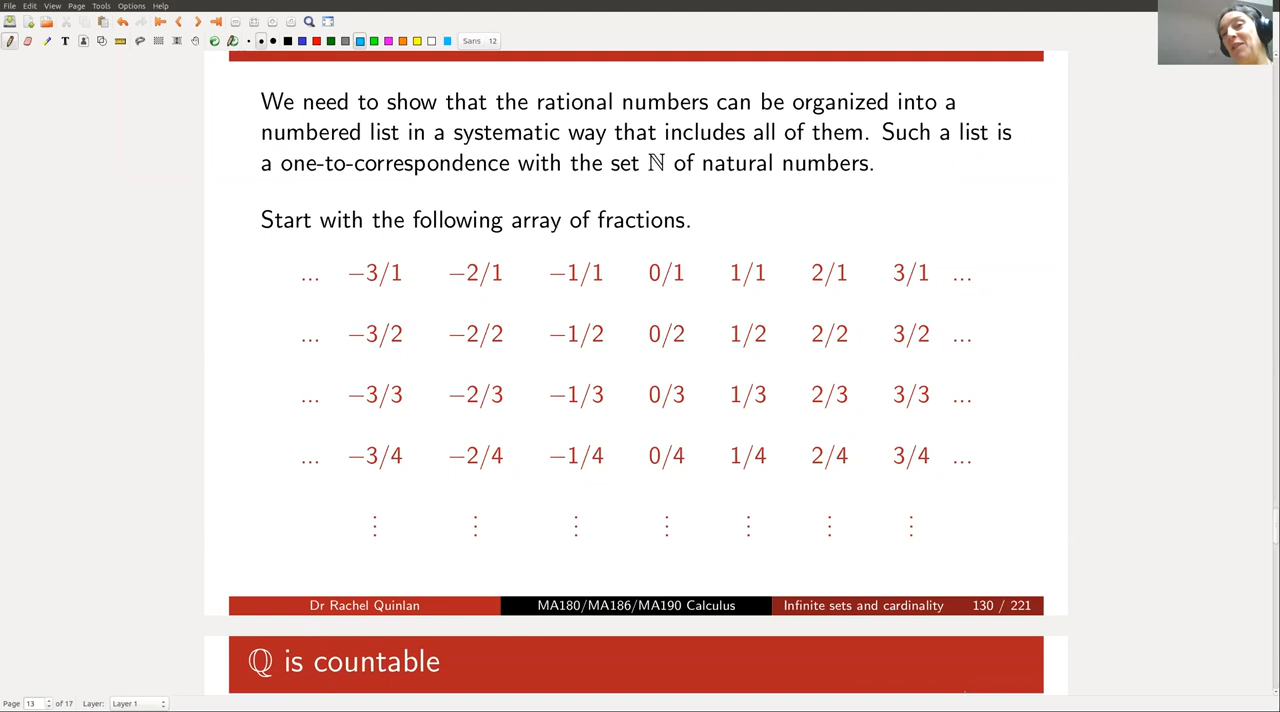 File Edit View Page Tools Options Help
Sans 12
We need to show that the rational numbers can be organized into a
numbered list in a systematic way that includes all of them. Such a list is
a one-to-correspondence with the set ℕ of natural numbers.
Start with the following array of fractions.
... −3/1 −2/1 −1/1 0/1 1/1 2/1 3/1 ...
... −3/2 −2/2 −1/2 0/2 1/2 2/2 3/2 ...
... −3/3 −2/3 −1/3 0/3 1/3 2/3 3/3 ...
... −3/4 −2/4 −1/4 0/4 1/4 2/4 3/4 ...
⋮ ⋮ ⋮ ⋮ ⋮ ⋮ ⋮
Dr Rachel Quinlan MA180/MA186/MA190 Calculus Infinite sets and cardinality 130 / 221
ℚ is countable
Page 13 of 17 Layer: Layer 1